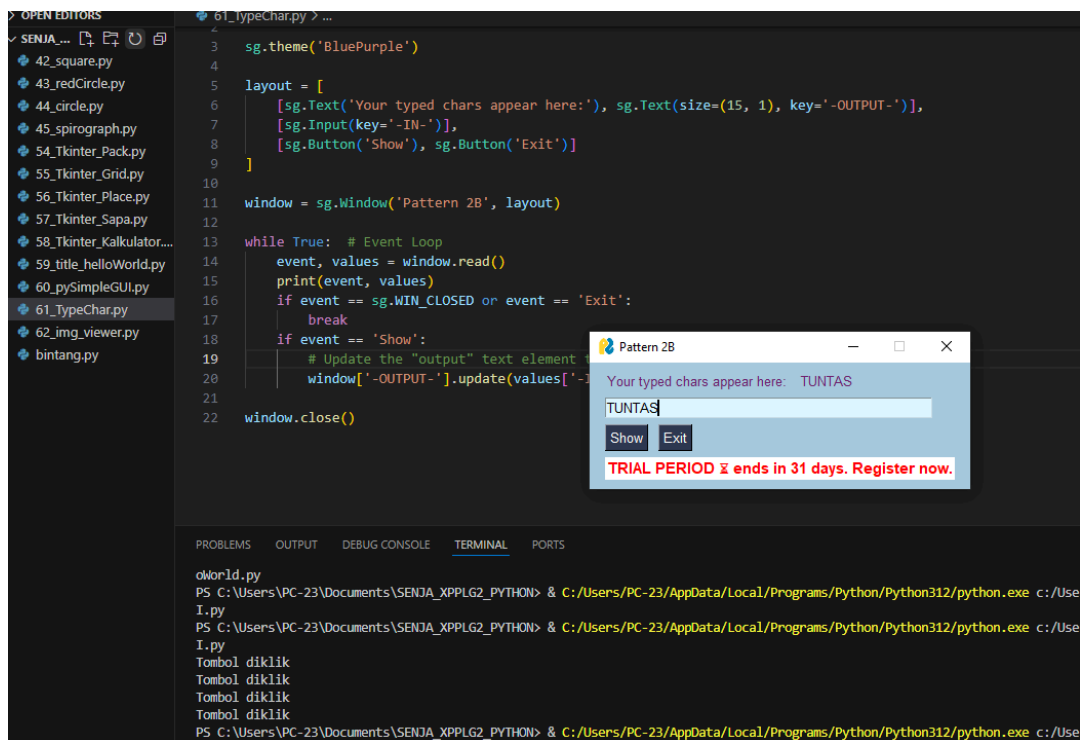 OPEN EDITORS
SENJA_...
42_square.py
43_redCircle.py
44_circle.py
45_spirograph.py
54_Tkinter_Pack.py
55_Tkinter_Grid.py
56_Tkinter_Place.py
57_Tkinter_Sapa.py
58_Tkinter_Kalkulator....
59_title_helloWorld.py
60_pySimpleGUI.py
61_TypeChar.py
62_img_viewer.py
bintang.py
61_TypeChar.py > ...
2
3 sg.theme('BluePurple')
4
5 layout = [
6 [sg.Text('Your typed chars appear here:'), sg.Text(size=(15, 1), key='-OUTPUT-')],
7 [sg.Input(key='-IN-')],
8 [sg.Button('Show'), sg.Button('Exit')]
9 ]
10
11 window = sg.Window('Pattern 2B', layout)
12
13 while True: # Event Loop
14 event, values = window.read()
15 print(event, values)
16 if event == sg.WIN_CLOSED or event == 'Exit':
17 break
18 if event == 'Show':
19 # Update the "output" text element
20 window['-OUTPUT-'].update(values['-
21
22 window.close()
Pattern 2B
Your typed chars appear here: TUNTAS
TUNTAS
Show Exit
TRIAL PERIOD ⌛ ends in 31 days. Register now.
PROBLEMS OUTPUT DEBUG CONSOLE TERMINAL PORTS
oWorld.py
PS C:\Users\PC-23\Documents\SENJA_XPPLG2_PYTHON> & C:/Users/PC-23/AppData/Local/Programs/Python/Python312/python.exe c:/Use
I.py
PS C:\Users\PC-23\Documents\SENJA_XPPLG2_PYTHON> & C:/Users/PC-23/AppData/Local/Programs/Python/Python312/python.exe c:/Use
I.py
Tombol diklik
Tombol diklik
Tombol diklik
Tombol diklik
PS C:\Users\PC-23\Documents\SENJA_XPPLG2_PYTHON> & C:/Users/PC-23/AppData/Local/Programs/Python/Python312/python.exe c:/Use